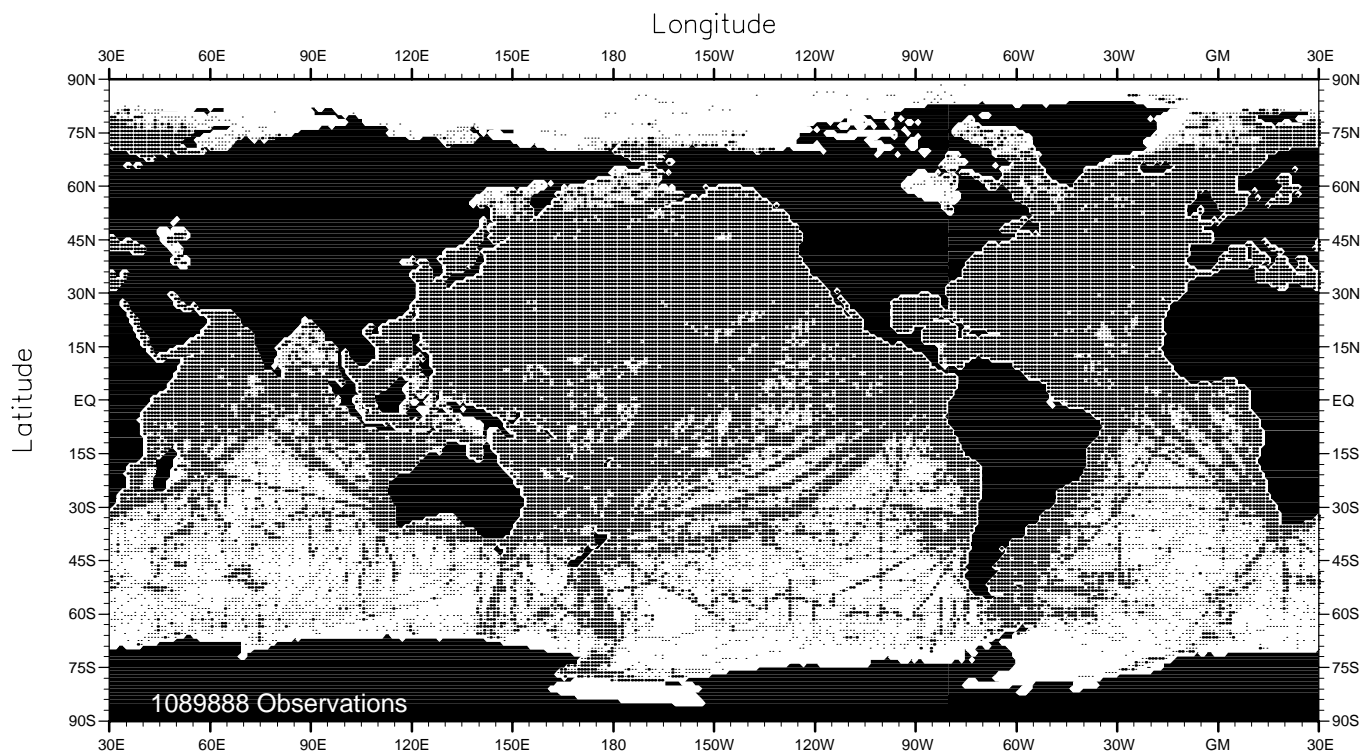 Longitude
30E 60E 90E 120E 150E 180 150W 120W 90W 60W 30W GM 30E
90N 90N
75N 75N
60N 60N
45N 45N
30N 30N
15N 15N
EQ EQ
15S 15S
30S 30S
45S 45S
60S 60S
75S 75S
90S 90S
Latitude
1089888 Observations
30E 60E 90E 120E 150E 180 150W 120W 90W 60W 30W GM 30E